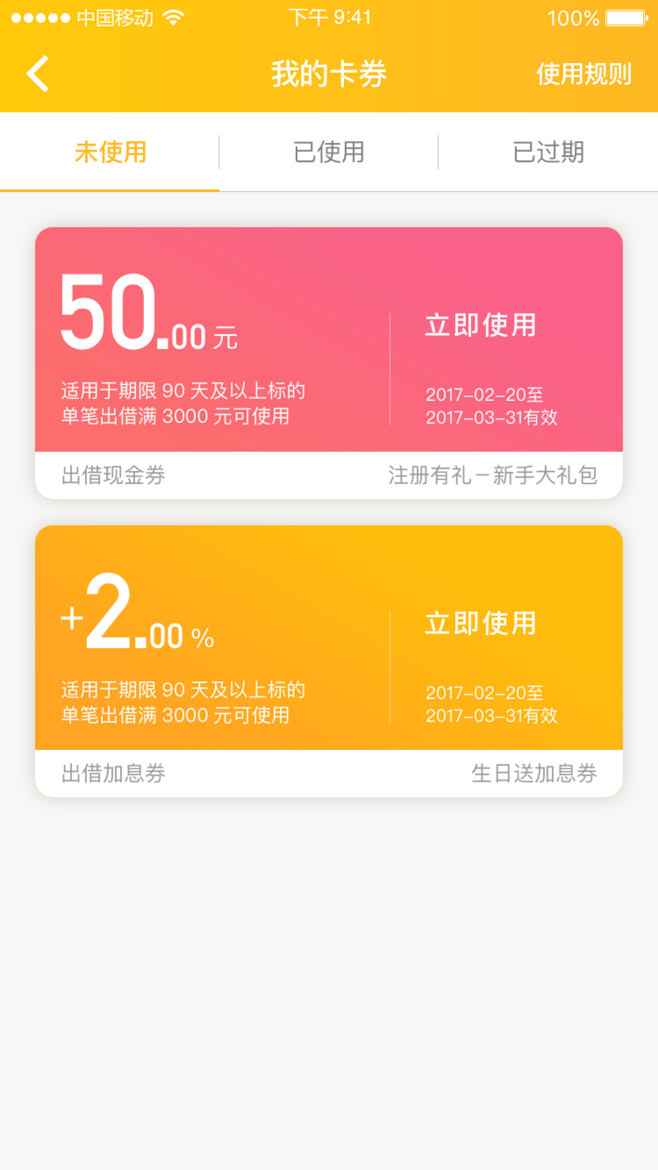 中国移动 下午 9:41 100%
我的卡券 使用规则
未使用 已使用 已过期
50.00 元
立即使用
适用于期限 90 天及以上标的
单笔出借满 3000 元可使用
2017-02-20至
2017-03-31有效
出借现金券 注册有礼－新手大礼包
+2.00 %
立即使用
适用于期限 90 天及以上标的
单笔出借满 3000 元可使用
2017-02-20至
2017-03-31有效
出借加息券 生日送加息券